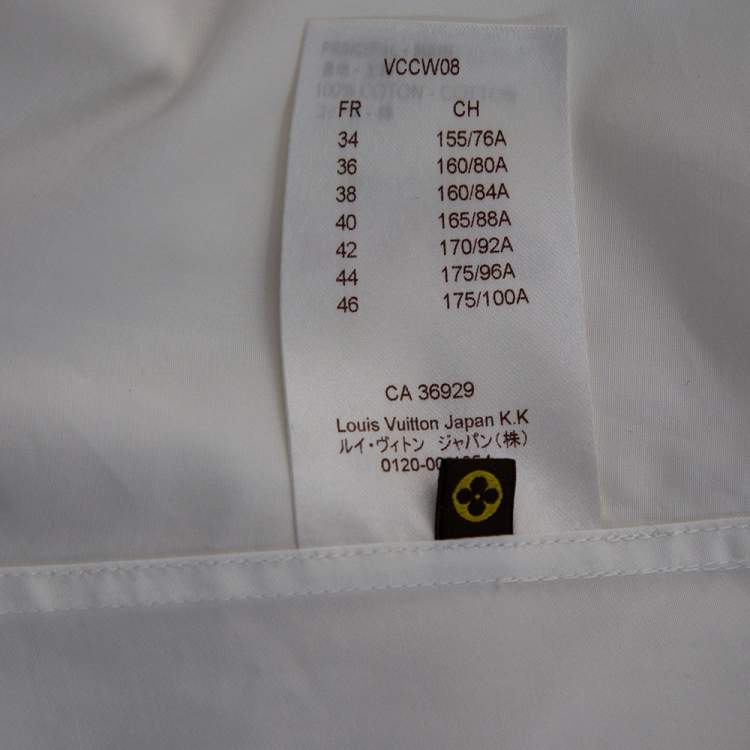 VCCW08
FR CH
34 155/76A
36 160/80A
38 160/84A
40 165/88A
42 170/92A
44 175/96A
46 175/100A
CA 36929
Louis Vuitton Japan K.K
ルイ・ヴィトン ジャパン(株)